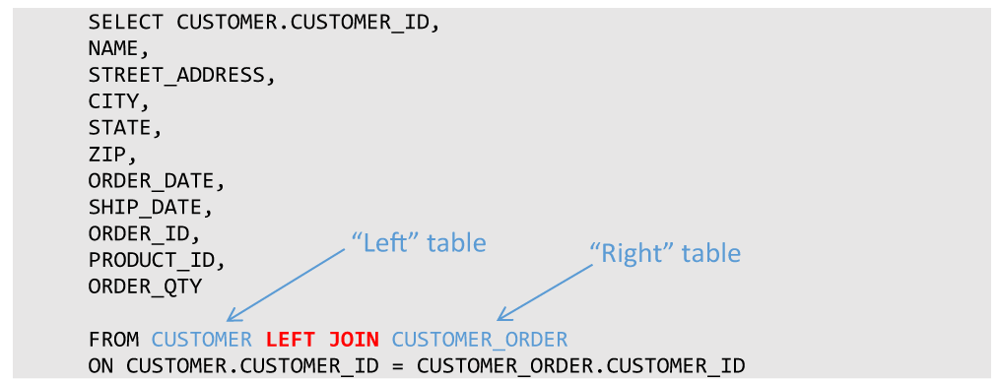 SELECT CUSTOMER.CUSTOMER_ID,
NAME,
STREET_ADDRESS,
CITY,
STATE,
ZIP,
ORDER_DATE,
SHIP_DATE,
ORDER_ID,
PRODUCT_ID,
ORDER_QTY
“Left” table
“Right” table
FROM CUSTOMER LEFT JOIN CUSTOMER_ORDER
ON CUSTOMER.CUSTOMER_ID = CUSTOMER_ORDER.CUSTOMER_ID